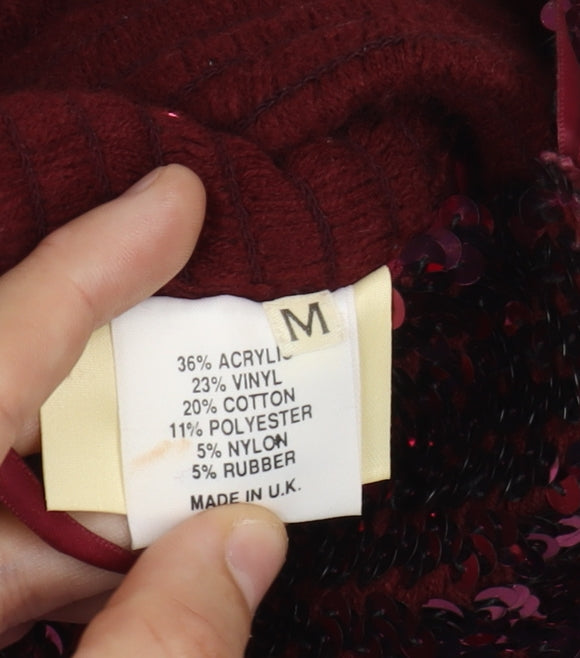 M
36% ACRYLIC
23% VINYL
20% COTTON
11% POLYESTER
5% NYLON
5% RUBBER
MADE IN U.K.